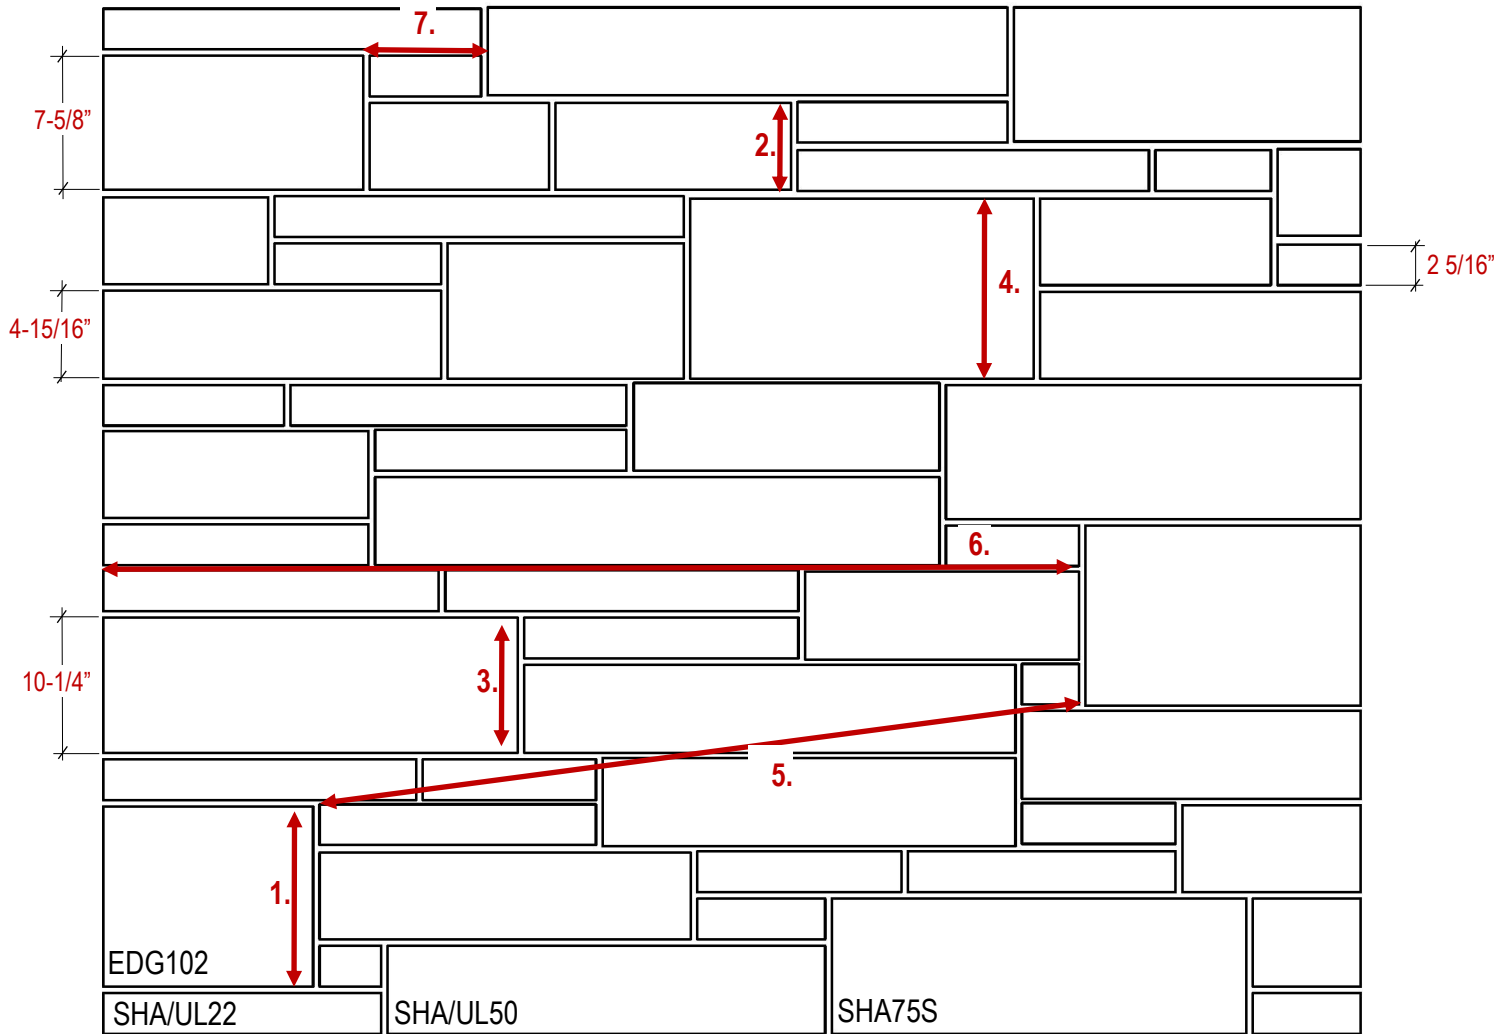 7.
7-5/8”
2.
2 5/16”
4.
4-15/16”
6.
10-1/4”
3.
5.
1.
EDG102
SHA/UL22
SHA/UL50
SHA75S